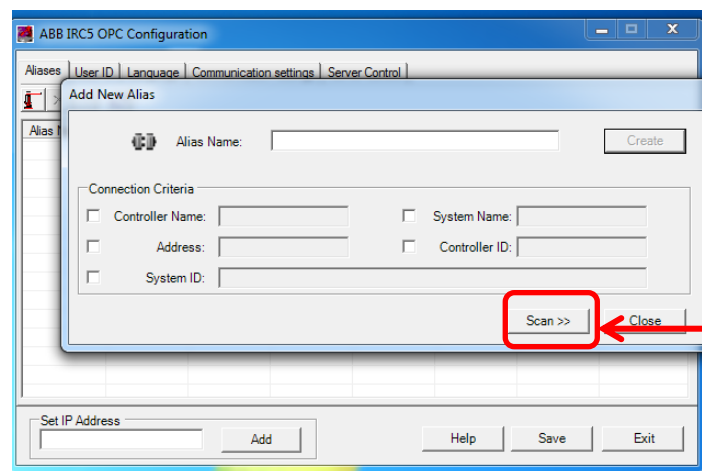 ABB IRC5 OPC Configuration
Aliases User ID Language Communication settings Server Control
Add New Alias
Alias
Alias Name: Create
Connection Criteria
Controller Name: System Name:
Address: Controller ID:
System ID:
Scan >> Close
Set IP Address
Add Help Save Exit